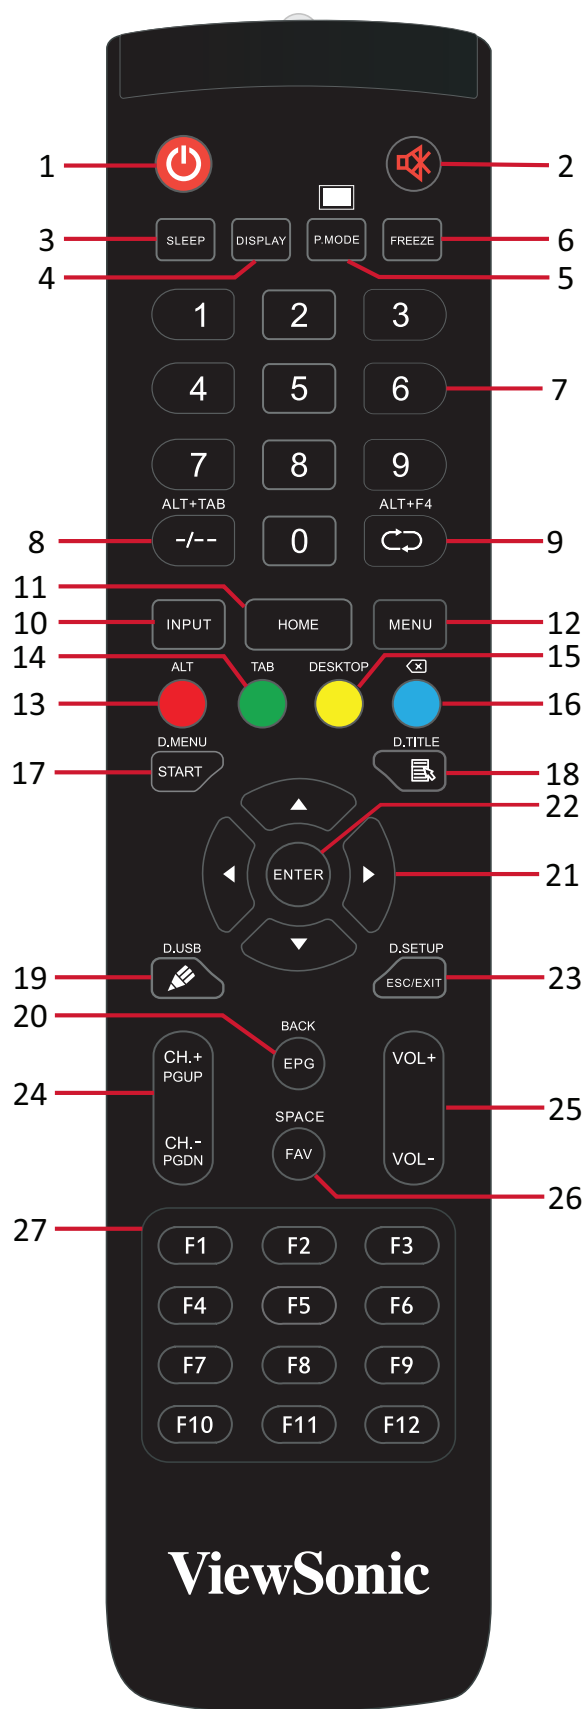 1 2
3 SLEEP DISPLAY P.MODE FREEZE 6
4 5
1 2 3
4 5 6 7
7 8 9
ALT+TAB ALT+F4
8 -/-- 0 9
11
10 INPUT HOME MENU 12
14 ALT TAB DESKTOP 15
13 16
D.MENU D.TITLE
17 START 18
22
ENTER 21
D.USB D.SETUP
19 ESC/EXIT 23
20 BACK
CH.+ EPG VOL+
PGUP
24 25
SPACE
CH.- FAV VOL-
PGDN
26
27 F1 F2 F3
F4 F5 F6
F7 F8 F9
F10 F11 F12
ViewSonic